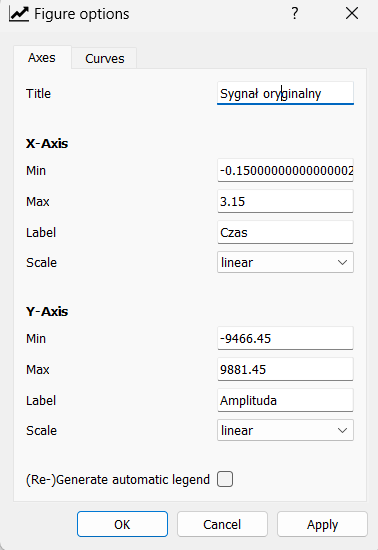 Figure options ? ×
Axes Curves
Title Sygnał oryginalny
X-Axis
Min -0.15000000000000002
Max 3.15
Label Czas
Scale linear
Y-Axis
Min -9466.45
Max 9881.45
Label Amplituda
Scale linear
(Re-)Generate automatic legend
OK Cancel Apply